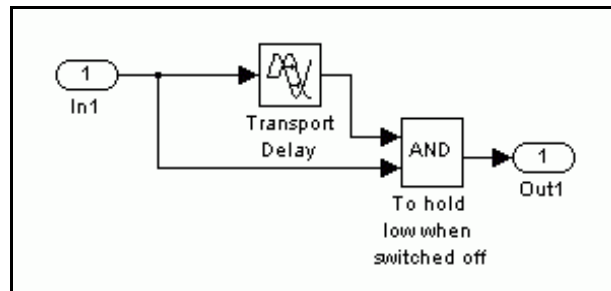 1
In1
Transport
Delay
AND
To hold
low when
switched off
1
Out1